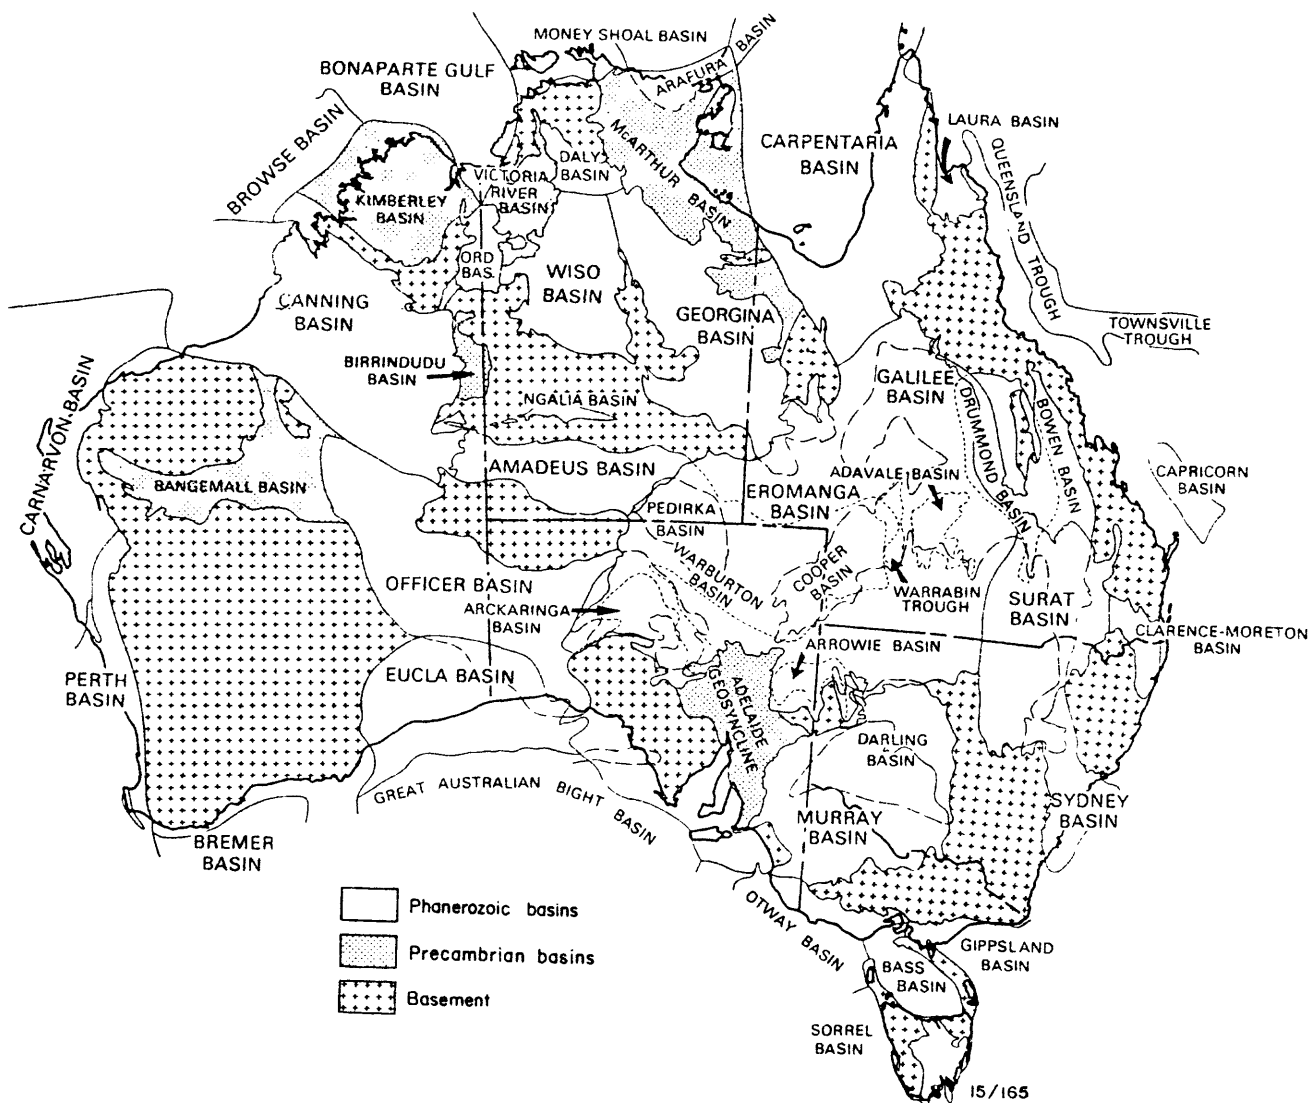 MONEY SHOAL BASIN
ARAFURA BASIN
BONAPARTE GULF
BASIN
BROWSE BASIN
McARTHUR BASIN
CARPENTARIA
BASIN
LAURA BASIN
QUEENSLAND TROUGH
DALY
BASIN
VICTORIA
RIVER
BASIN
KIMBERLEY
BASIN
ORD
BAS.
WISO
BASIN
CANNING
BASIN
GEORGINA
BASIN
TOWNSVILLE
TROUGH
BIRRINDUDU
BASIN
GALILEE
BASIN
DRUMMOND BASIN
BOWEN BASIN
NGALIA BASIN
CARNARVON BASIN
AMADEUS BASIN
ADAVALE BASIN
CAPRICORN
BASIN
BANGEMALL BASIN
EROMANGA
BASIN
PEDIRKA
BASIN
WARBURTON
BASIN
COOPER
BASIN
OFFICER BASIN
WARRABIN
TROUGH
SURAT
BASIN
ARCKARINGA
BASIN
CLARENCE-MORETON
BASIN
ARROWIE BASIN
PERTH
BASIN
EUCLA BASIN
ADELAIDE
GEOSYNCLINE
DARLING
BASIN
GREAT AUSTRALIAN BIGHT BASIN
MURRAY
BASIN
SYDNEY
BASIN
BREMER
BASIN
OTWAY BASIN
Phanerozoic basins
Precambrian basins
Basement
GIPPSLAND
BASIN
BASS
BASIN
SORREL
BASIN
15/165